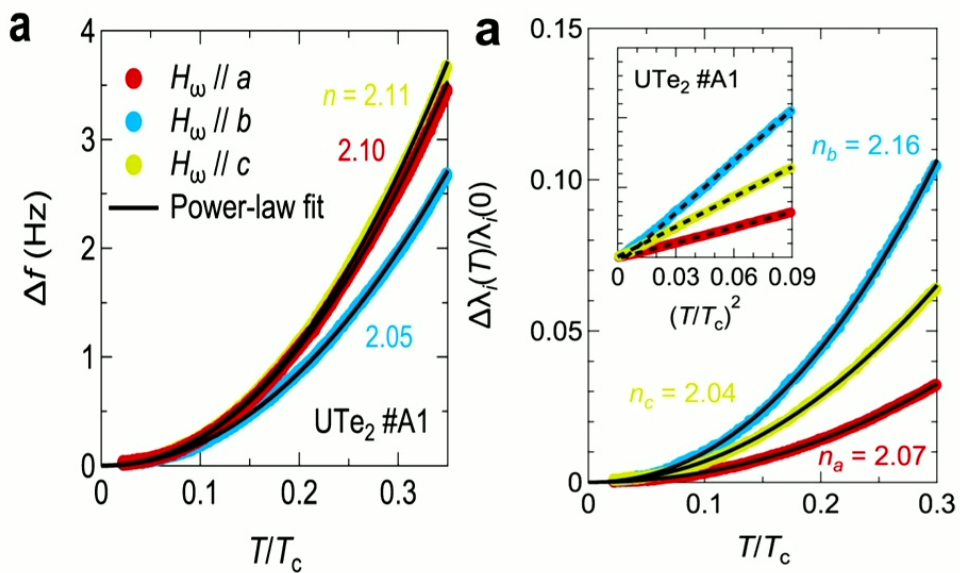 a
4
3
2
1
0
Δf (Hz)
H_ω // a
H_ω // b
H_ω // c
Power-law fit
n = 2.11
2.10
2.05
UTe₂ #A1
0
0.1
0.2
0.3
T/T_c
a
0.15
0.10
0.05
0
Δλ_i(T)/λ_i(0)
UTe₂ #A1
0
0.03
0.06
0.09
(T/T_c)²
n_b = 2.16
n_c = 2.04
n_a = 2.07
0
0.1
0.2
0.3
T/T_c